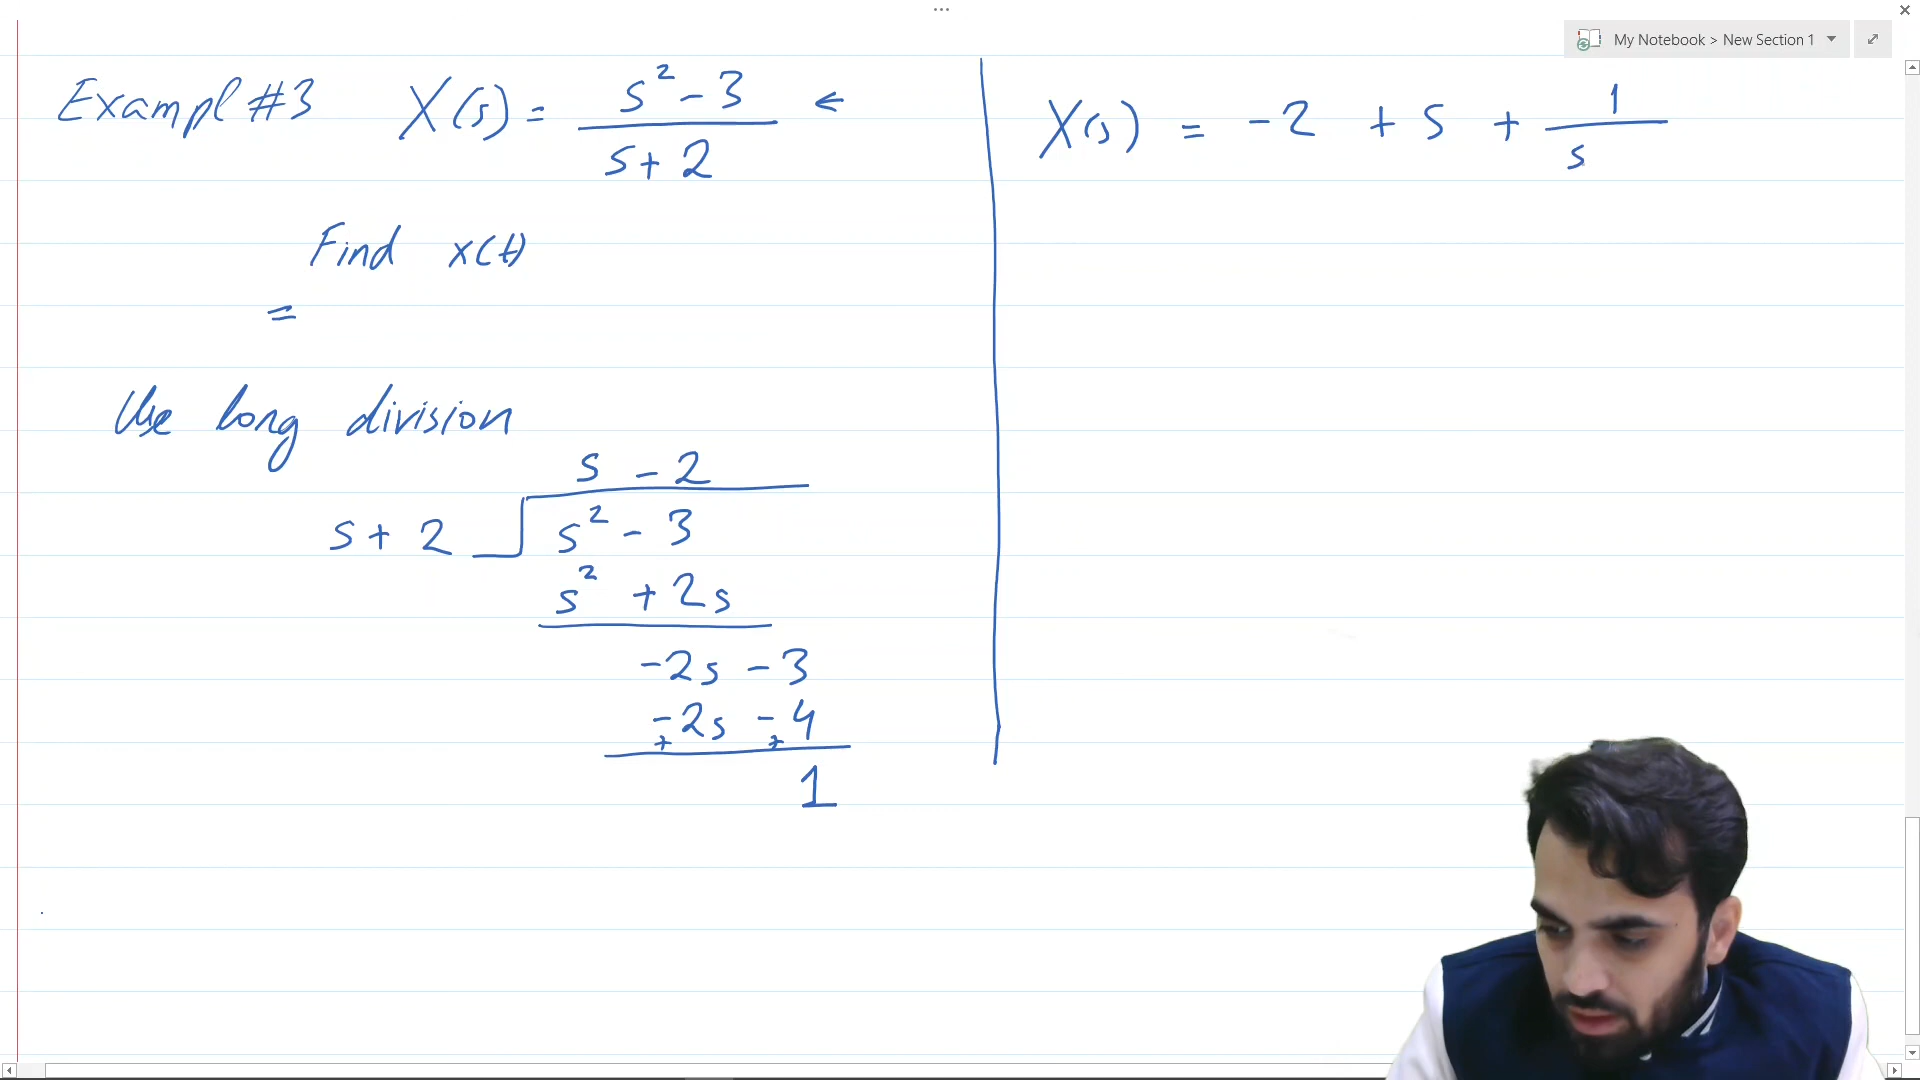 My Notebook > New Section 1
Exampl #3 X(s) = (s² - 3)/(s + 2) ←
Find x(t)
=
Use long division
s - 2
s + 2 s² - 3
s² + 2s
-2s - 3
-2s - 4
+ +
1
X(s) = -2 + s + 1/s